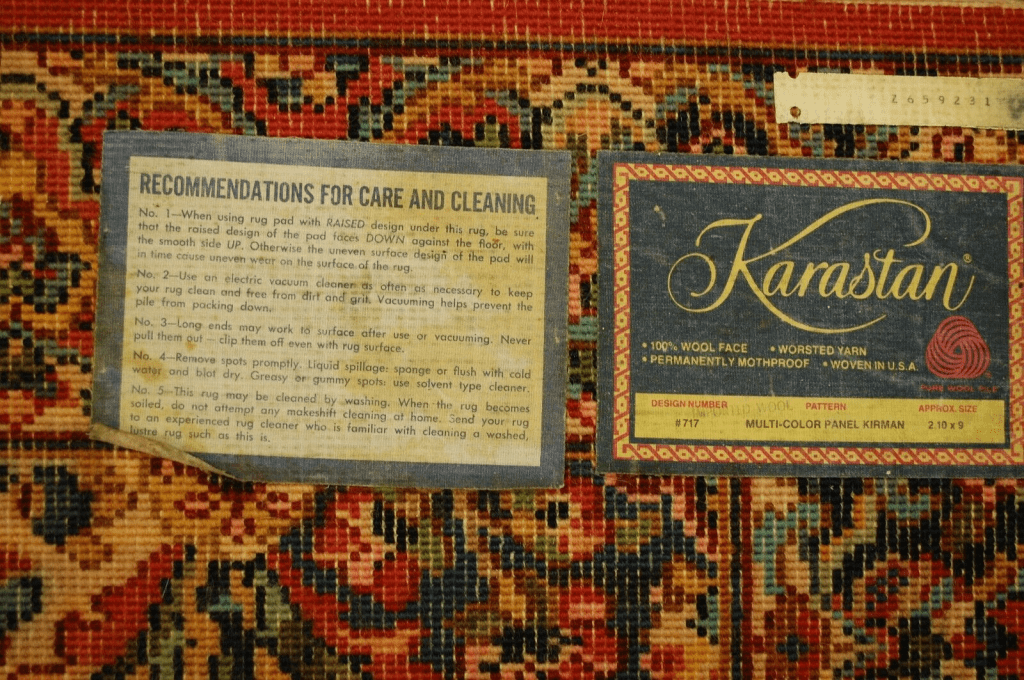 Z659231
RECOMMENDATIONS FOR CARE AND CLEANING
No. 1—When using rug pad with RAISED design under this rug, be sure
that the raised design of the pad faces DOWN against the floor, with
the smooth side UP. Otherwise the uneven surface design of the pad will
in time cause uneven wear on the surface of the rug.
No. 2—Use an electric vacuum cleaner as often as necessary to keep
your rug clean and free from dirt and grit. Vacuuming helps prevent the
pile from packing down.
No. 3—Long ends may work to surface after use or vacuuming. Never
pull them out — clip them off even with rug surface.
No. 4—Remove spots promptly. Liquid spillage: sponge or flush with cold
water and blot dry. Greasy or gummy spots: use solvent type cleaner.
No. 5—This rug may be cleaned by washing. When the rug becomes
soiled, do not attempt any makeshift cleaning at home. Send your rug
to an experienced rug cleaner who is familiar with cleaning a washed,
lustre rug such as this is.
Karastan®
• 100% WOOL FACE • WORSTED YARN
• PERMANENTLY MOTHPROOF • WOVEN IN U.S.A.
PURE WOOL PILE
DESIGN NUMBER PATTERN APPROX. SIZE
IMPORTED WOOL
#717 MULTI-COLOR PANEL KIRMAN 2.10 x 9